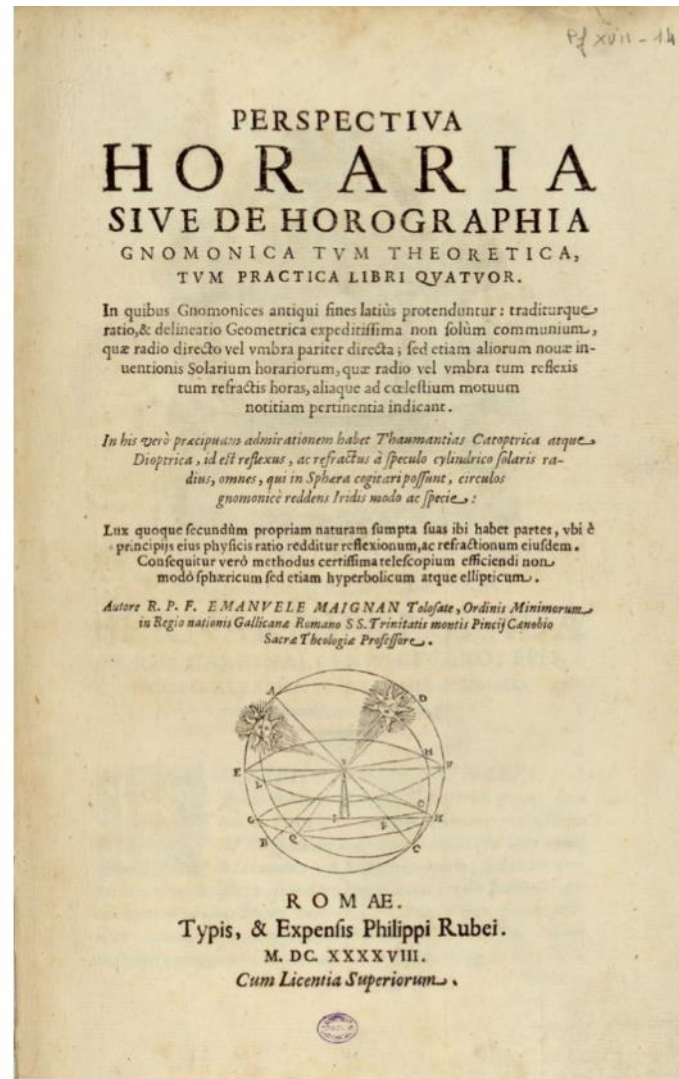 Pf XVII - 14
PERSPECTIVA
HORARIA
SIVE DE HOROGRAPHIA
GNOMONICA TVM THEORETICA,
TVM PRACTICA LIBRI QVATVOR.
In quibus Gnomonices antiqui fines latiùs protenduntur: traditurque
ratio, & delineatio Geometrica expeditiſſima non ſolùm communium,
quæ radio directo vel vmbra pariter directa; ſed etiam aliorum nouæ in-
uentionis Solarium horariorum, quæ radio vel vmbra tum reflexis
tum refractis horas, aliaque ad cœleſtium motuum
notitiam pertinentia indicant.
In his verò præcipuam admirationem habet Thaumantias Catoptrica atque
Dioptrica, id eſt reflexus, ac refractus à ſpeculo cylindrico ſolaris ra-
dius, omnes, qui in Sphæra cogitari poſſunt, circulos
gnomonicè reddens Iridis modo ac ſpecie:
Lux quoque ſecundùm propriam naturam ſumpta ſuas ibi habet partes, vbi è
principijs eius phyſicis ratio redditur reflexionum, ac refractionum eiuſdem.
Conſequitur verò methodus certiſſima teleſcopium efficiendi non
modò ſphæricum ſed etiam hyperbolicum atque ellipticum.
Autore R. P. F. EMANVELE MAIGNAN Toloſate, Ordinis Minimorum
in Regio nationis Gallicanæ Romano SS. Trinitatis montis Pincij Cænobio
Sacræ Theologiæ Profeſſore.
A D
E L H V
G I F O H
B Q C
ROMAE.
Typis, & Expenſis Philippi Rubei.
M. DC. XXXXVIII.
Cum Licentia Superiorum.